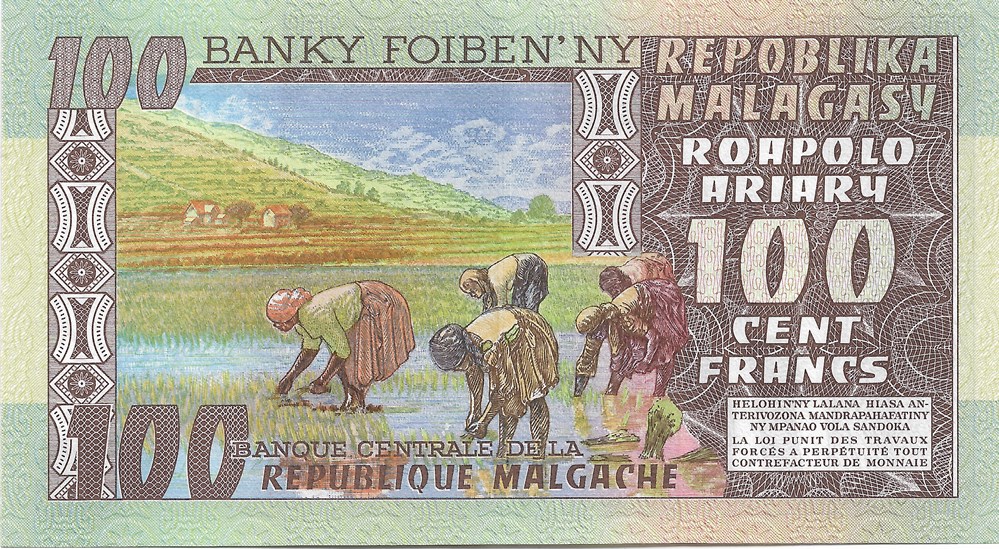 100
BANKY FOIBEN'NY
REPOBLIKA
MALAGASY
ROAPOLO
ARIARY
100
CENT
FRANCS
HELOHIN'NY LALANA HIASA AN-
TERIVOZONA MANDRAPAHAFATINY
NY MPANAO VOLA SANDOKA
LA LOI PUNIT DES TRAVAUX
FORCÉS A PERPÉTUITÉ TOUT
CONTREFACTEUR DE MONNAIE
100
BANQUE CENTRALE DE LA
REPUBLIQUE MALGACHE